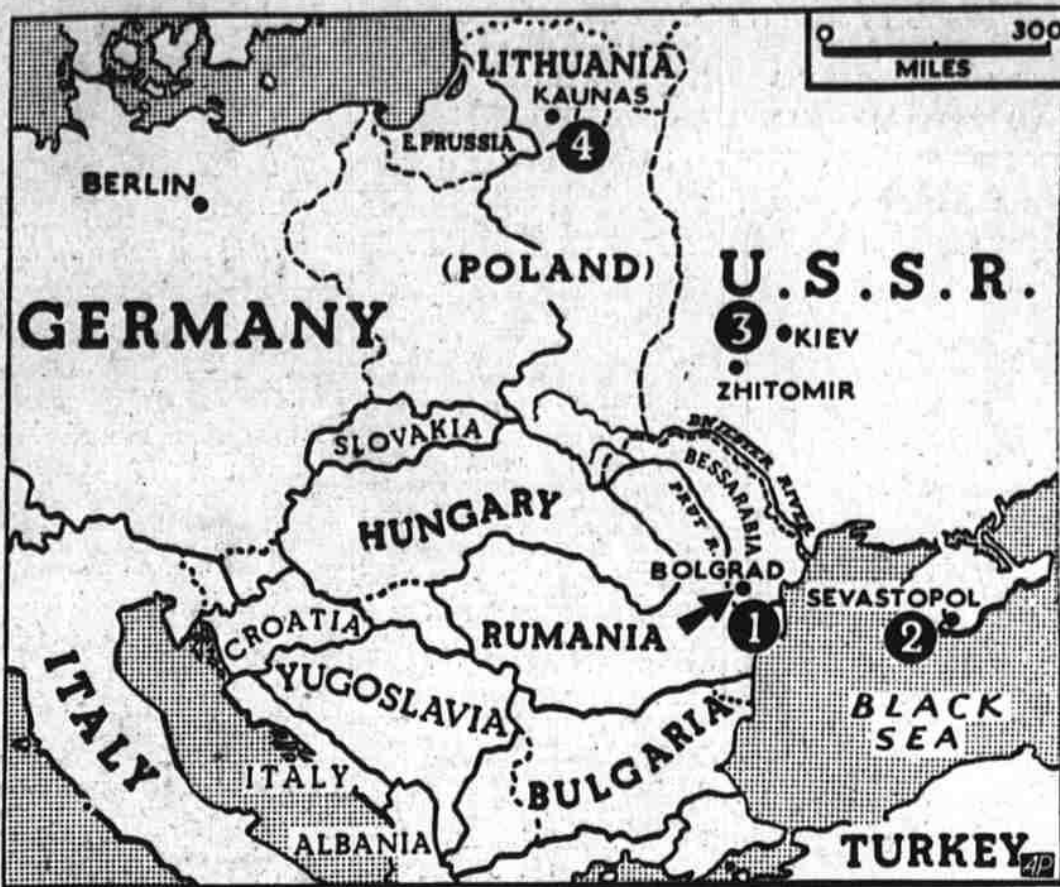 0 300
MILES
LITHUANIA
KAUNAS
4
E. PRUSSIA
BERLIN
(POLAND)
U.S.S.R.
GERMANY
3
KIEV
ZHITOMIR
SLOVAKIA
DNIESTER RIVER
BESSARABIA
PRUT R.
HUNGARY
BOLGRAD
SEVASTOPOL
CROATIA
RUMANIA
1
2
YUGOSLAVIA
BLACK
SEA
ITALY
ITALY
BULGARIA
ALBANIA
TURKEY
AP